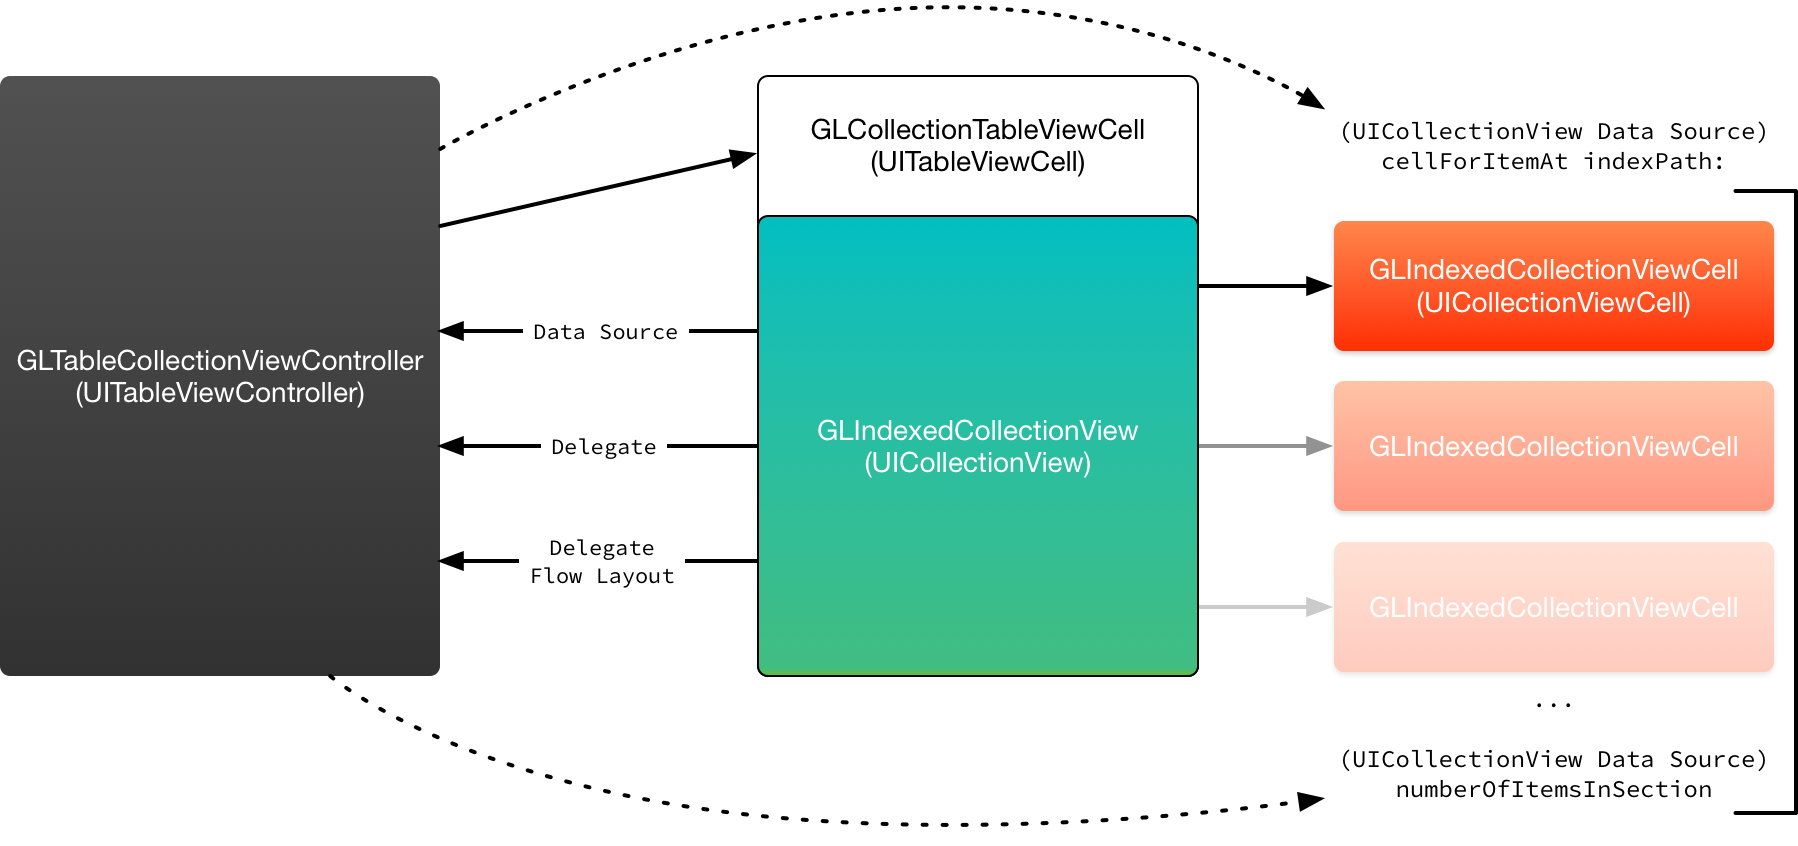 GLTableCollectionViewController
(UITableViewController)
Data Source
Delegate
Delegate
Flow Layout
GLCollectionTableViewCell
(UITableViewCell)
GLIndexedCollectionView
(UICollectionView)
(UICollectionView Data Source)
cellForItemAt indexPath:
GLIndexedCollectionViewCell
(UICollectionViewCell)
GLIndexedCollectionViewCell
GLIndexedCollectionViewCell
...
(UICollectionView Data Source)
numberOfItemsInSection